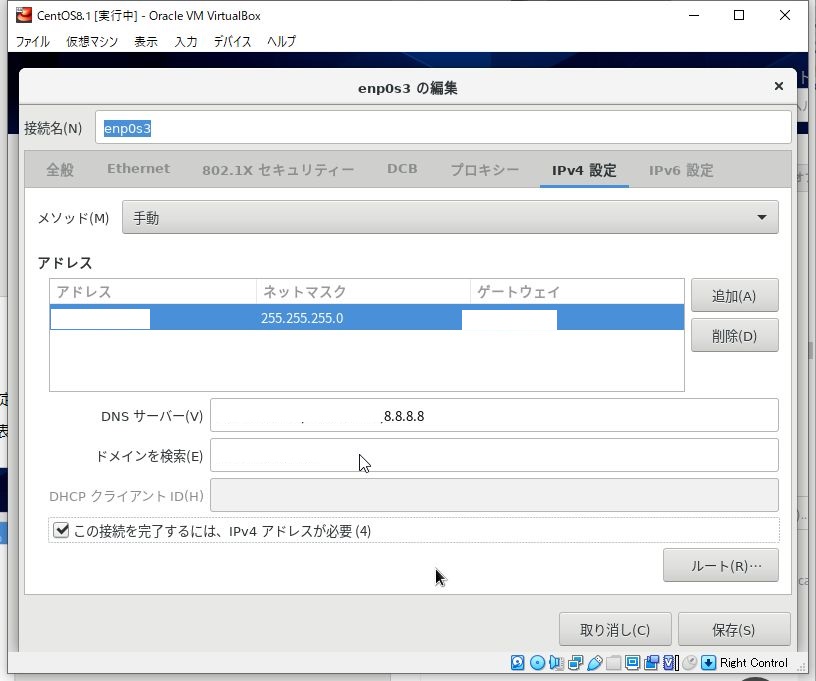 CentOS8.1 [実行中] - Oracle VM VirtualBox
ファイル 仮想マシン 表示 入力 デバイス ヘルプ
enp0s3 の編集
接続名(N) enp0s3
全般 Ethernet 802.1X セキュリティー DCB プロキシー IPv4 設定 IPv6 設定
メソッド(M) 手動
アドレス
アドレス ネットマスク ゲートウェイ 追加(A)
255.255.255.0
削除(D)
DNS サーバー(V) , ,8.8.8.8
ドメインを検索(E)
DHCP クライアント ID(H)
この接続を完了するには、IPv4 アドレスが必要 (4)
ルート(R)…
取り消し(C) 保存(S)
Right Control